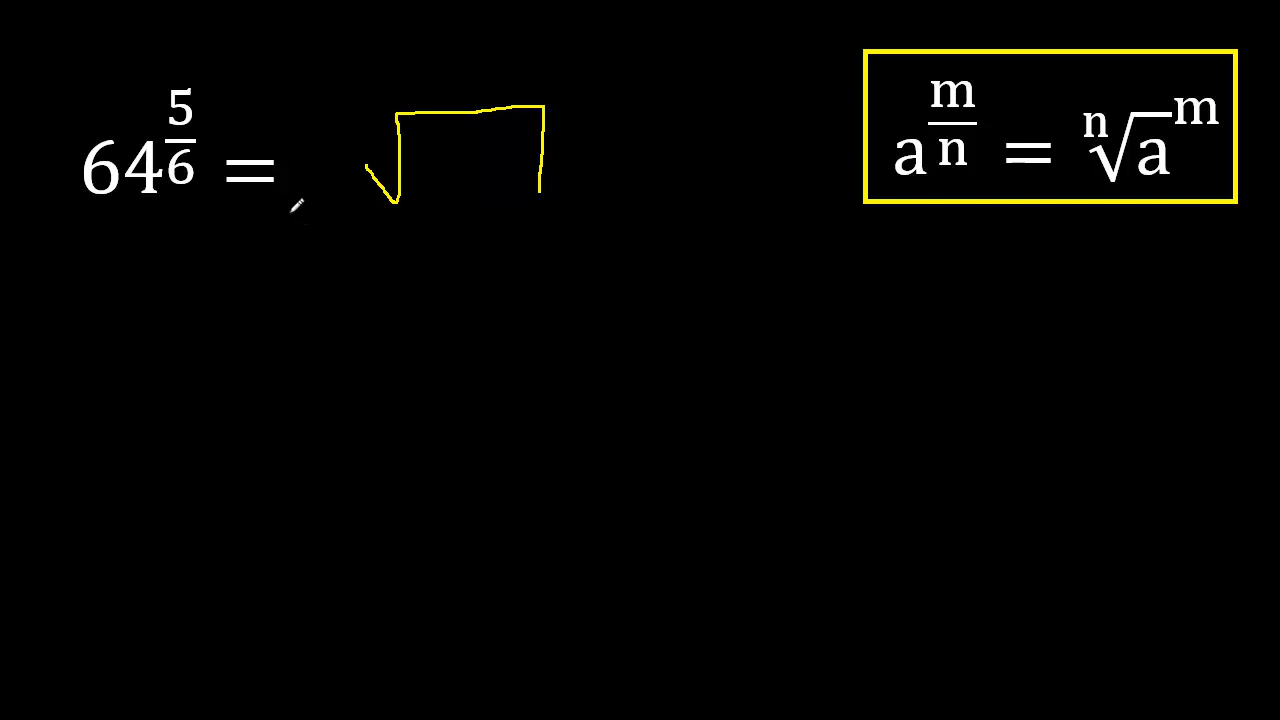 64^(5/6) =
a^(m/n) = ⁿ√a^m